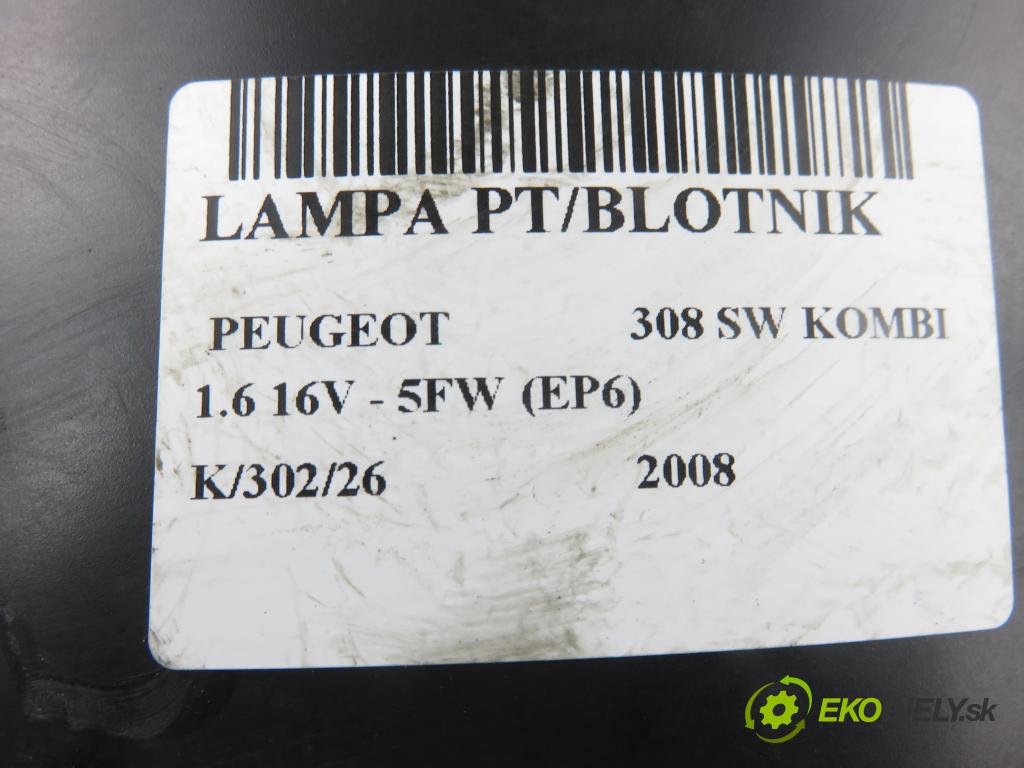 LAMPA PT/BLOTNIK
PEUGEOT 308 SW KOMBI
1.6 16V - 5FW (EP6)
K/302/26 2008
EKODIELY.sk